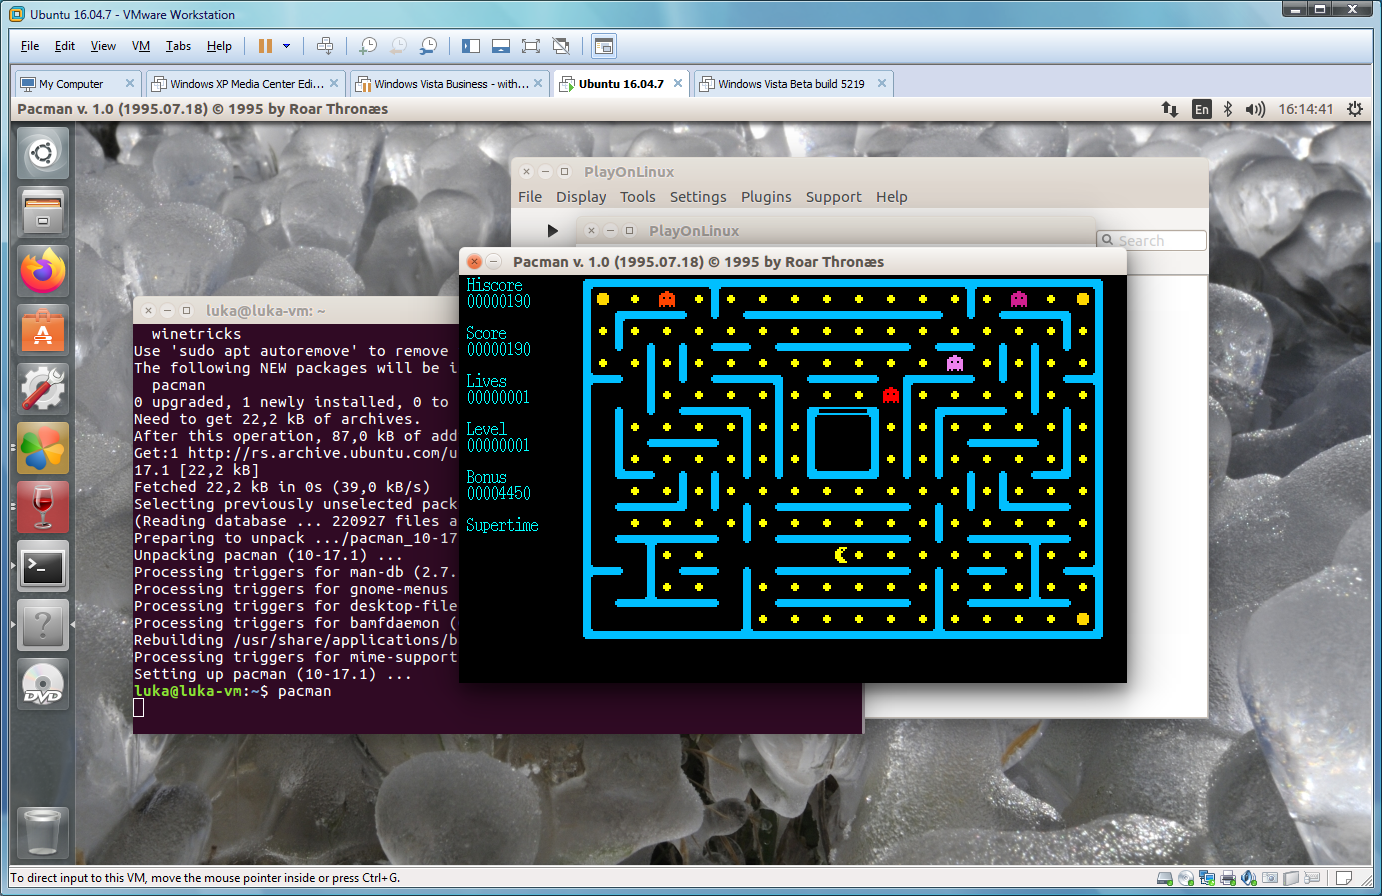 Ubuntu 16.04.7 - VMware Workstation
File Edit View VM Tabs Help
My Computer
Windows XP Media Center Edi...
Windows Vista Business - with...
Ubuntu 16.04.7
Windows Vista Beta build 5219
Pacman v. 1.0 (1995.07.18) © 1995 by Roar Thronæs
En
16:14:41
PlayOnLinux
File Display Tools Settings Plugins Support Help
PlayOnLinux
Search
Pacman v. 1.0 (1995.07.18) © 1995 by Roar Thronæs
Hiscore
00000190
Score
00000190
Lives
00000001
Level
00000001
Bonus
00004450
Supertime
luka@luka-vm: ~
winetricks
Use 'sudo apt autoremove' to remove
The following NEW packages will be i
pacman
0 upgraded, 1 newly installed, 0 to
Need to get 22,2 kB of archives.
After this operation, 87,0 kB of add
Get:1 http://rs.archive.ubuntu.com/u
17.1 [22,2 kB]
Fetched 22,2 kB in 0s (39,0 kB/s)
Selecting previously unselected pack
(Reading database ... 220927 files a
Preparing to unpack .../pacman_10-17
Unpacking pacman (10-17.1) ...
Processing triggers for man-db (2.7.
Processing triggers for gnome-menus
Processing triggers for desktop-file
Processing triggers for bamfdaemon (
Rebuilding /usr/share/applications/b
Processing triggers for mime-support
Setting up pacman (10-17.1) ...
luka@luka-vm:~$ pacman
DVD
To direct input to this VM, move the mouse pointer inside or press Ctrl+G.